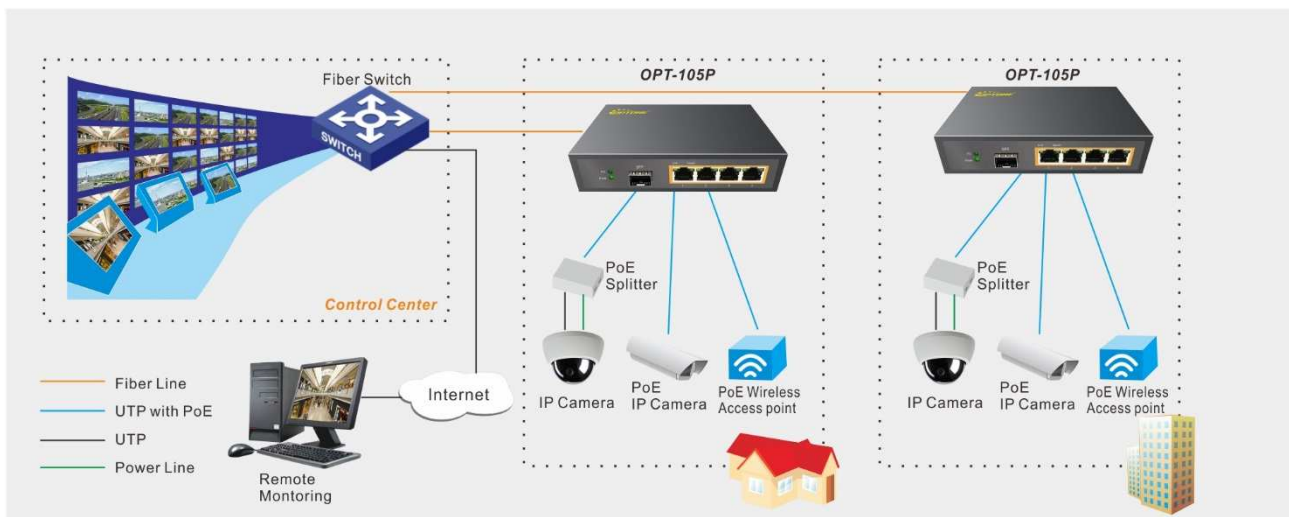 Fiber Switch
SWITCH
Control Center
OPT-105P
PoE
Splitter
IP Camera
PoE
IP Camera
PoE Wireless
Access point
OPT-105P
PoE
Splitter
IP Camera
PoE
IP Camera
PoE Wireless
Access point
Fiber Line
UTP with PoE
UTP
Power Line
Internet
Remote
Montoring